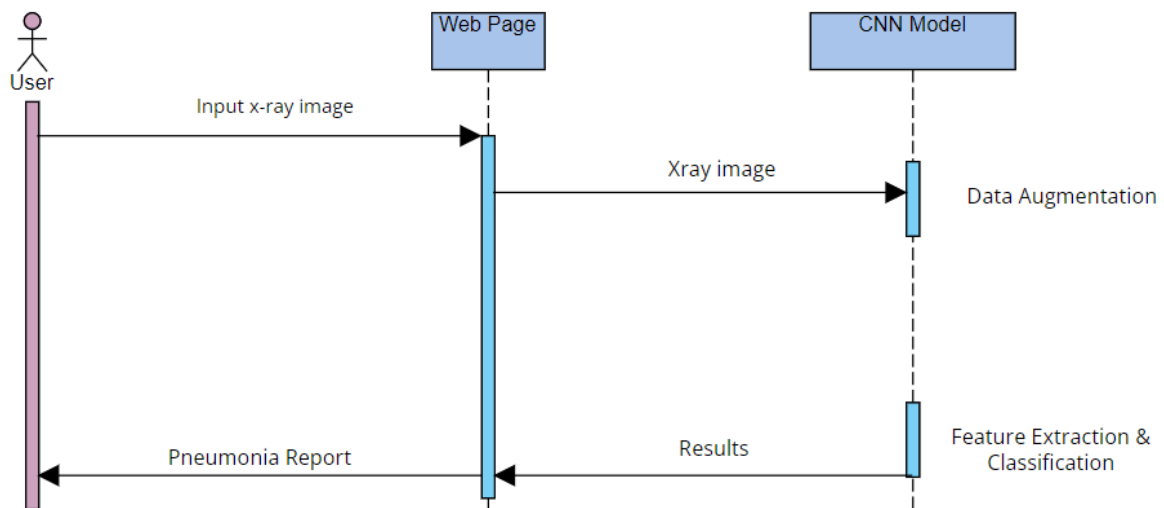 User
Web Page
CNN Model
Input x-ray image
Xray image
Data Augmentation
Pneumonia Report
Results
Feature Extraction &
Classification